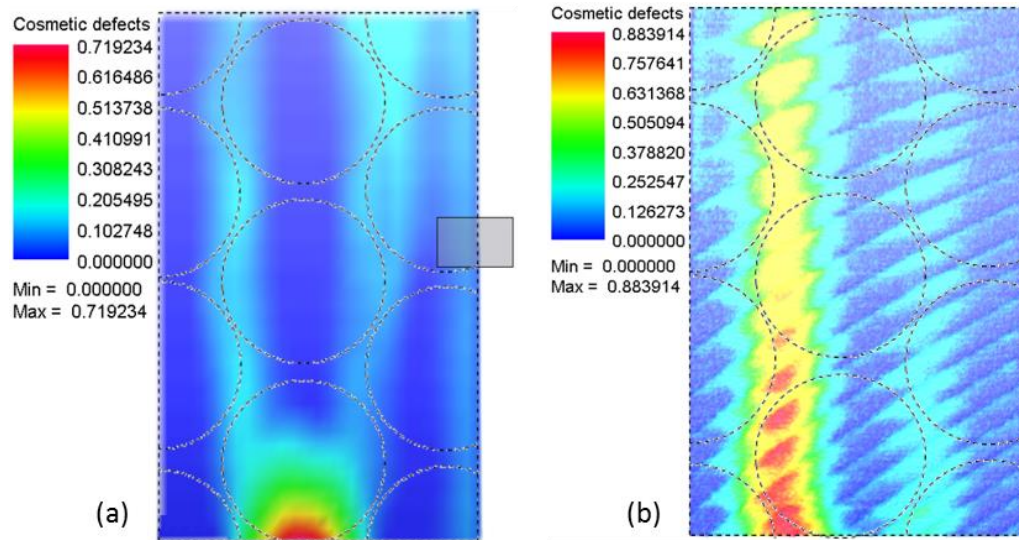 Cosmetic defects
0.719234
0.616486
0.513738
0.410991
0.308243
0.205495
0.102748
0.000000
Min = 0.000000
Max = 0.719234
(a)
Cosmetic defects
0.883914
0.757641
0.631368
0.505094
0.378820
0.252547
0.126273
0.000000
Min = 0.000000
Max = 0.883914
(b)